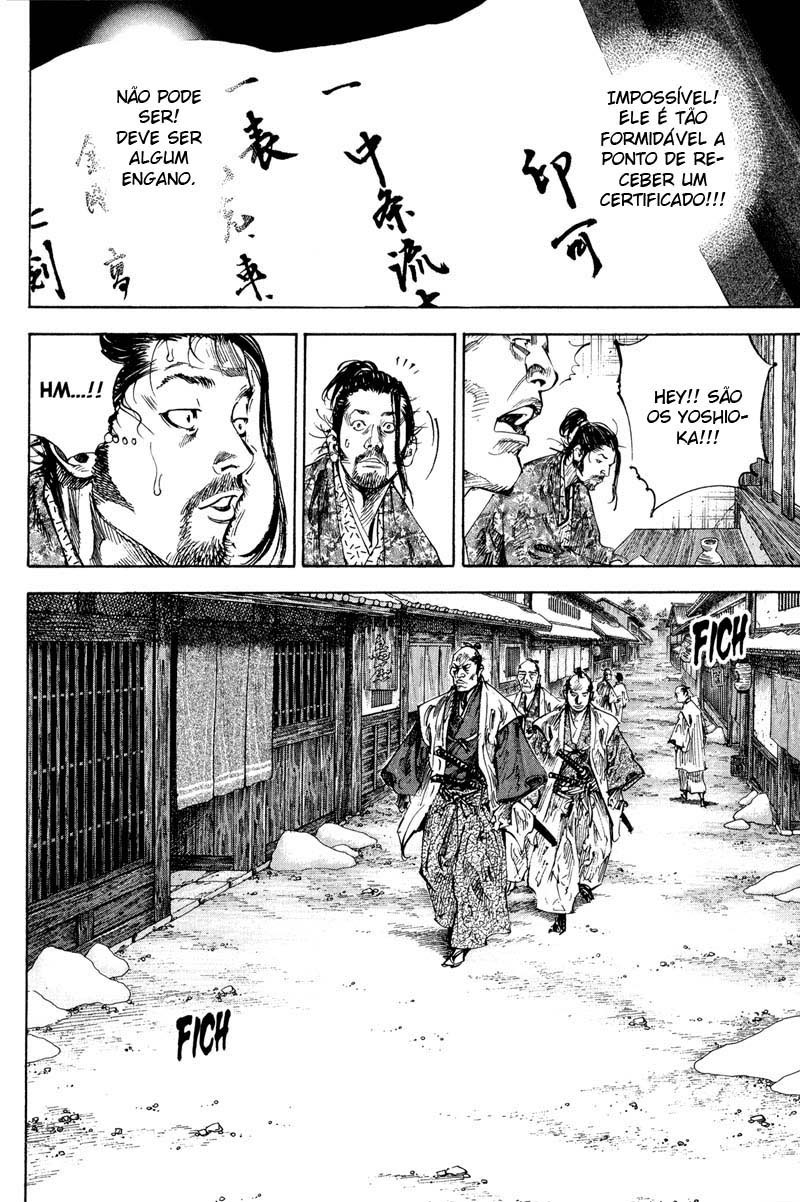 IMPOSSÍVEL!
ELE É TÃO
FORMIDÁVEL A
PONTO DE RE-
CEBER UM
CERTIFICADO!!!
NÃO PODE
SER!
DEVE SER
ALGUM
ENGANO.
印可
一 中条流
一 表
HEY!! SÃO
OS YOSHIO-
KA!!!
HM...!!
FICH
FICH